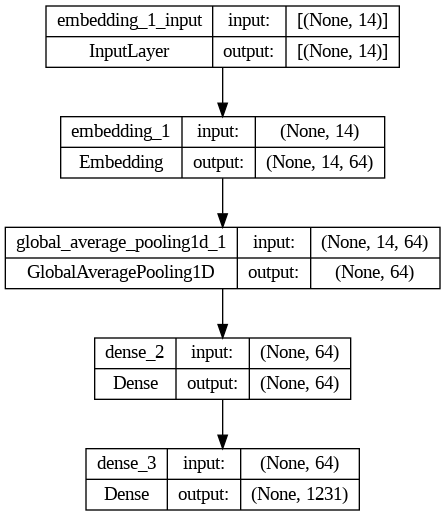 embedding_1_input input: [(None, 14)]
InputLayer output: [(None, 14)]
embedding_1 input: (None, 14)
Embedding output: (None, 14, 64)
global_average_pooling1d_1 input: (None, 14, 64)
GlobalAveragePooling1D output: (None, 64)
dense_2 input: (None, 64)
Dense output: (None, 64)
dense_3 input: (None, 64)
Dense output: (None, 1231)